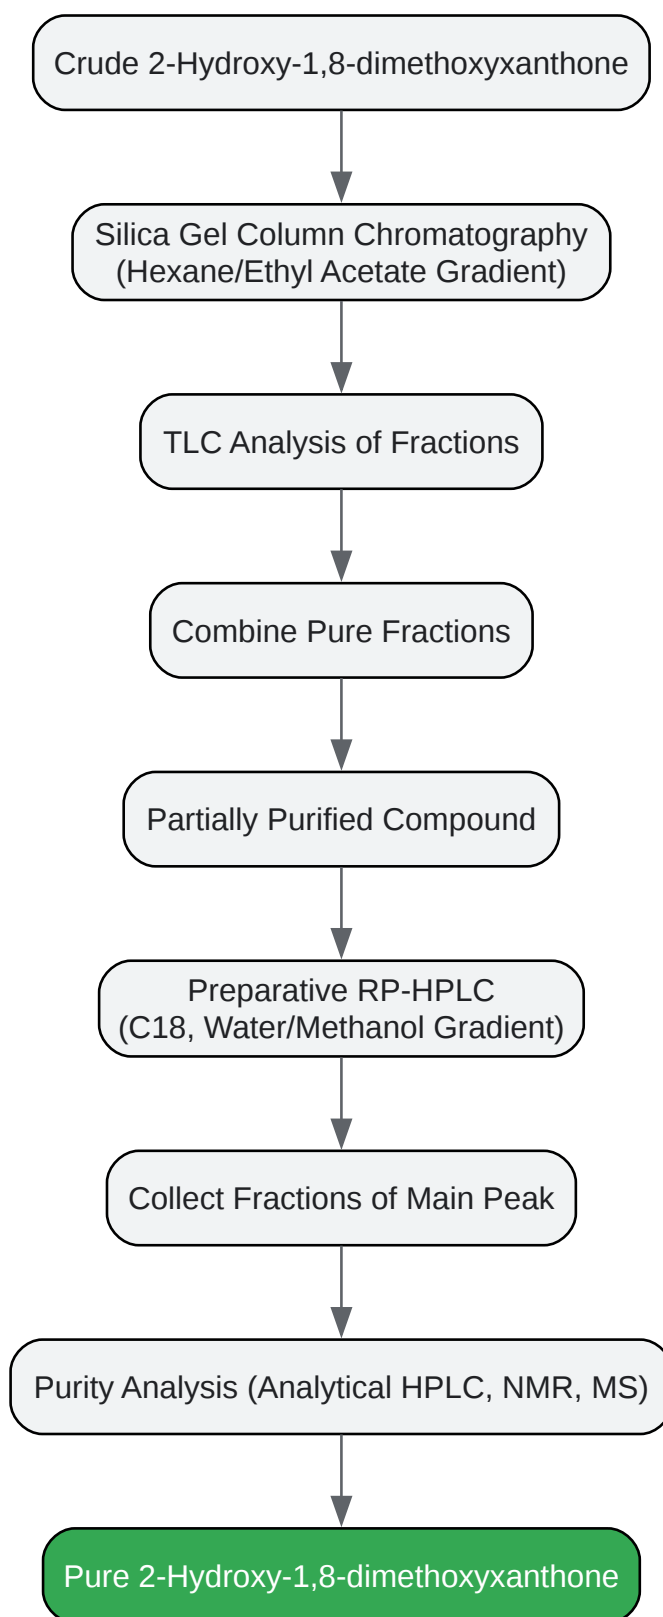 Crude 2-Hydroxy-1,8-dimethoxyxanthone
Silica Gel Column Chromatography
(Hexane/Ethyl Acetate Gradient)
TLC Analysis of Fractions
Combine Pure Fractions
Partially Purified Compound
Preparative RP-HPLC
(C18, Water/Methanol Gradient)
Collect Fractions of Main Peak
Purity Analysis (Analytical HPLC, NMR, MS)
Pure 2-Hydroxy-1,8-dimethoxyxanthone